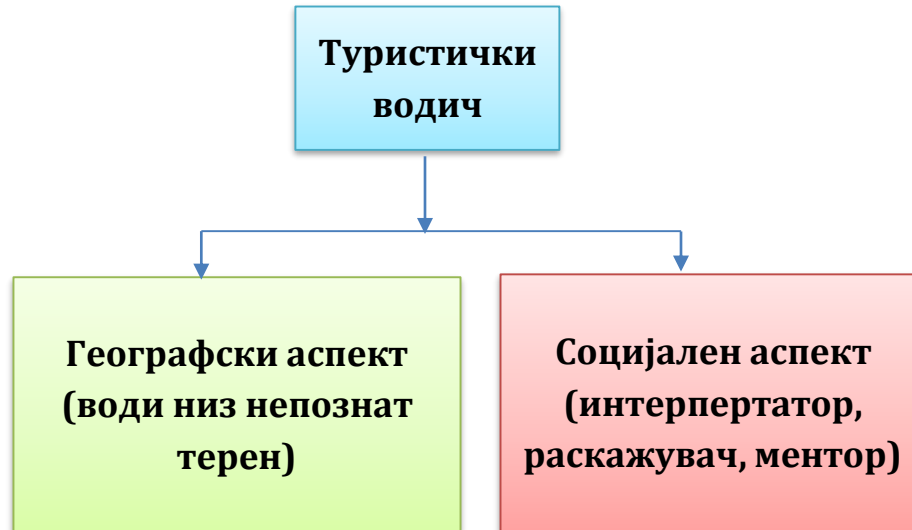 Туристички
водич
Географски аспект
(води низ непознат
терен)
Социјален аспект
(интерпертатор,
раскажувач, ментор)